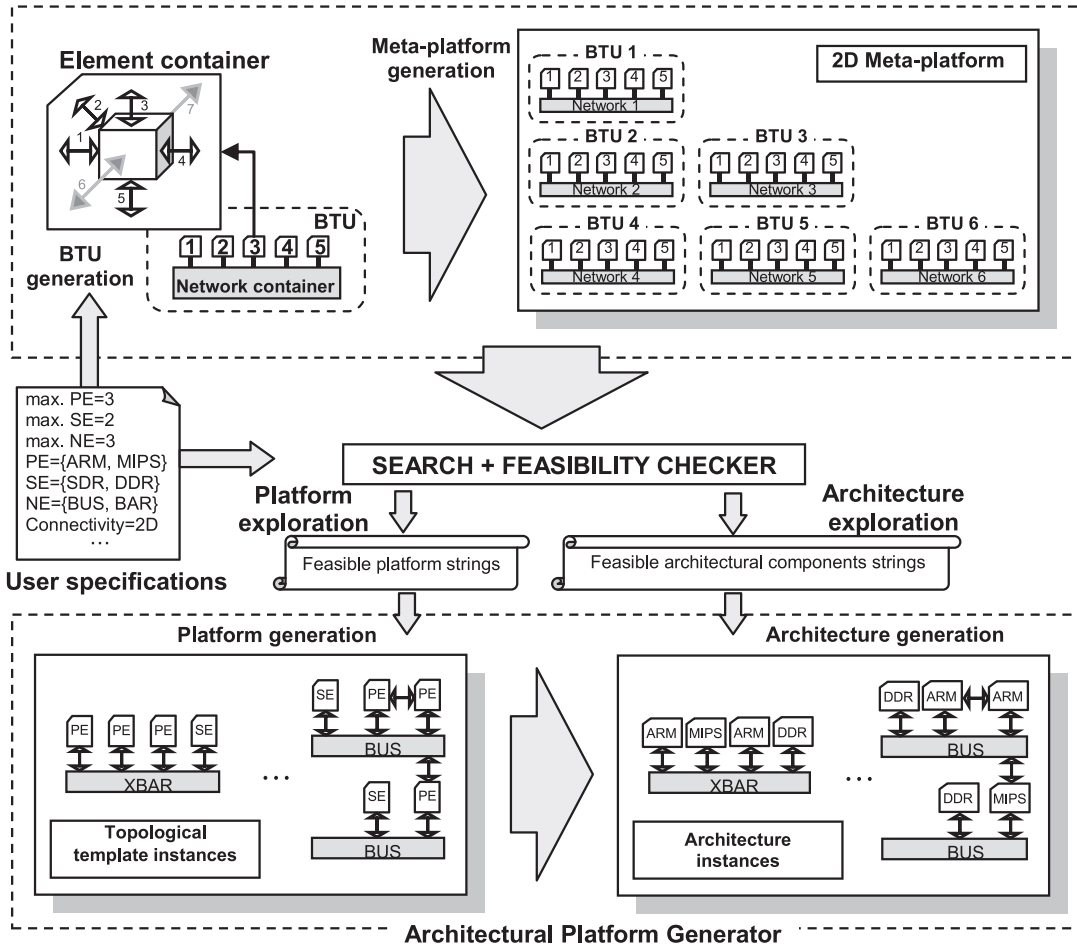 Element container
1
2
3
4
5
6
7
BTU
generation
BTU
1 2 3 4 5
Network container
Meta-platform
generation
2D Meta-platform
BTU 1
1 2 3 4 5
Network 1
BTU 2
1 2 3 4 5
Network 2
BTU 3
1 2 3 4 5
Network 3
BTU 4
1 2 3 4 5
Network 4
BTU 5
1 2 3 4 5
Network 5
BTU 6
1 2 3 4 5
Network 6
max. PE=3
max. SE=2
max. NE=3
PE={ARM, MIPS}
SE={SDR, DDR}
NE={BUS, BAR}
Connectivity=2D
...
User specifications
SEARCH + FEASIBILITY CHECKER
Platform
exploration
Architecture
exploration
Feasible platform strings
Feasible architectural components strings
Platform generation
PE PE PE SE
XBAR
...
SE PE PE
BUS
SE PE
BUS
Topological
template instances
Architecture generation
ARM MIPS ARM DDR
XBAR
...
DDR ARM ARM
BUS
DDR MIPS
BUS
Architecture
instances
Architectural Platform Generator